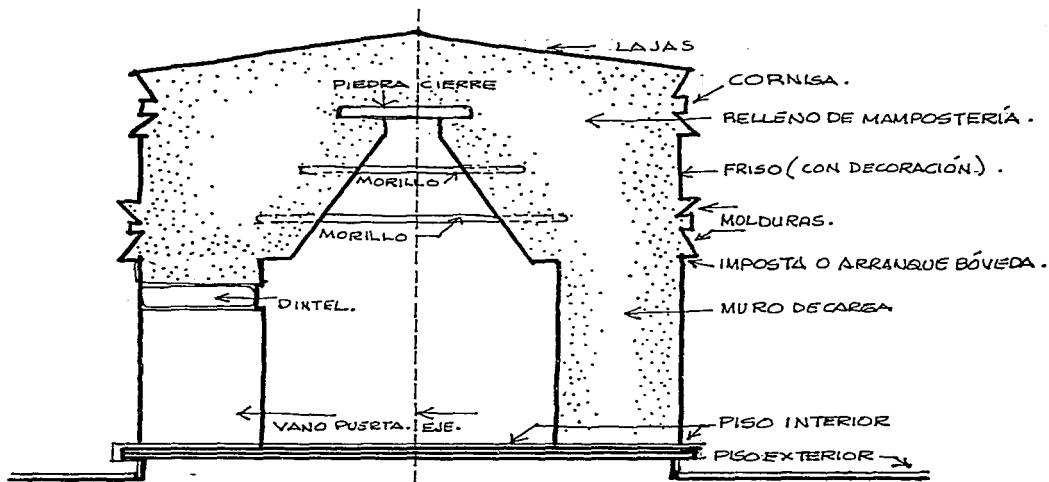 LAJAS
PIEDRA CIERRE
CORNISA.
RELLENO DE MAMPOSTERÍA.
FRISO (CON DECORACIÓN.).
MORILLO
MOLDURAS.
MORILLO
IMPOSTA O ARRANQUE BÓVEDA.
DINTEL.
MURO DE CARGA
VANO PUERTA.
EJE.
PISO INTERIOR
PISO EXTERIOR